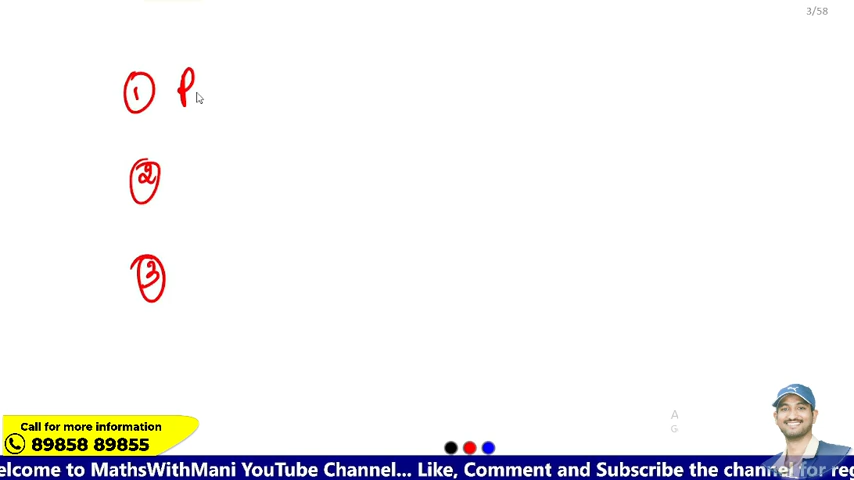 3/58
① P
②
③
A
G
Call for more information
89858 89855
elcome to MathsWithMani YouTube Channel... Like, Comment and Subscribe the channel for reg